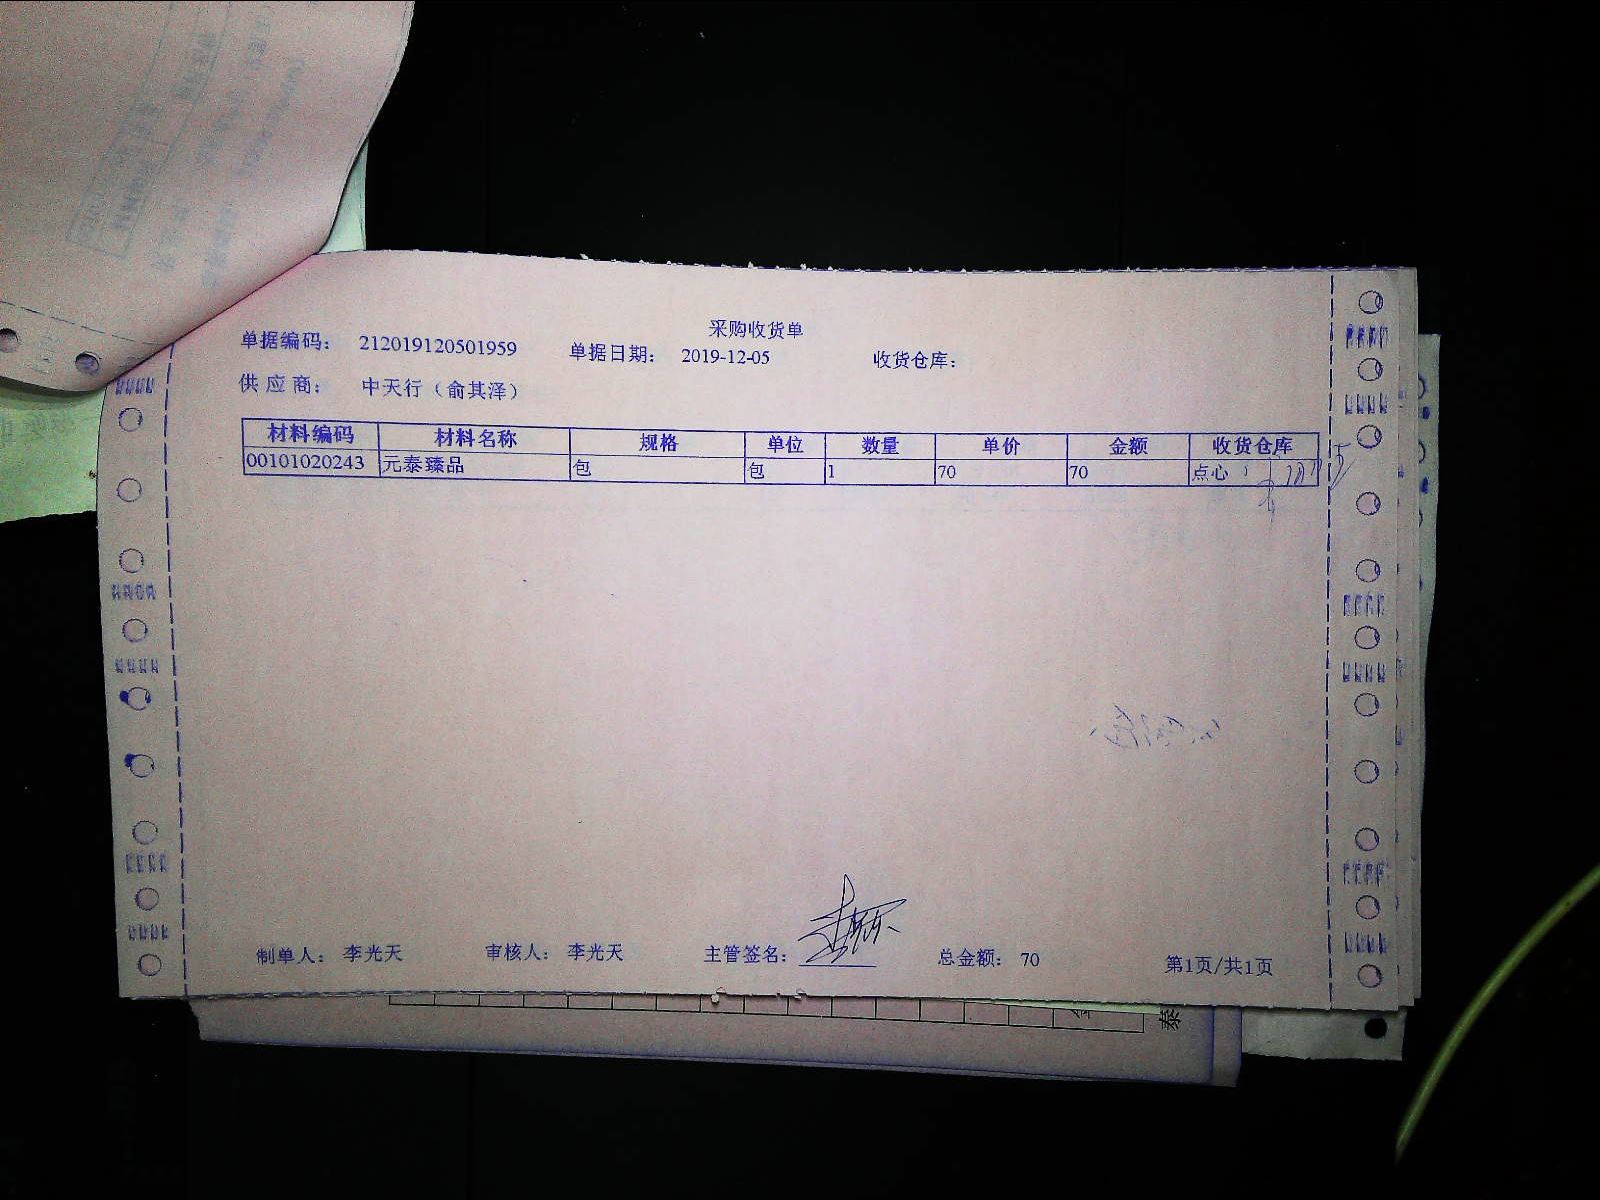 采购收货单
单据编码： 212019120501959 单据日期： 2019-12-05 收货仓库：
供应商： 中天行（俞其泽）
材料编码 材料名称 规格 单位 数量 单价 金额 收货仓库
00101020243 元泰臻品 包 包 1 70 70 点心
制单人： 李光天 审核人： 李光天 主管签名： 总金额： 70 第1页/共1页
泰